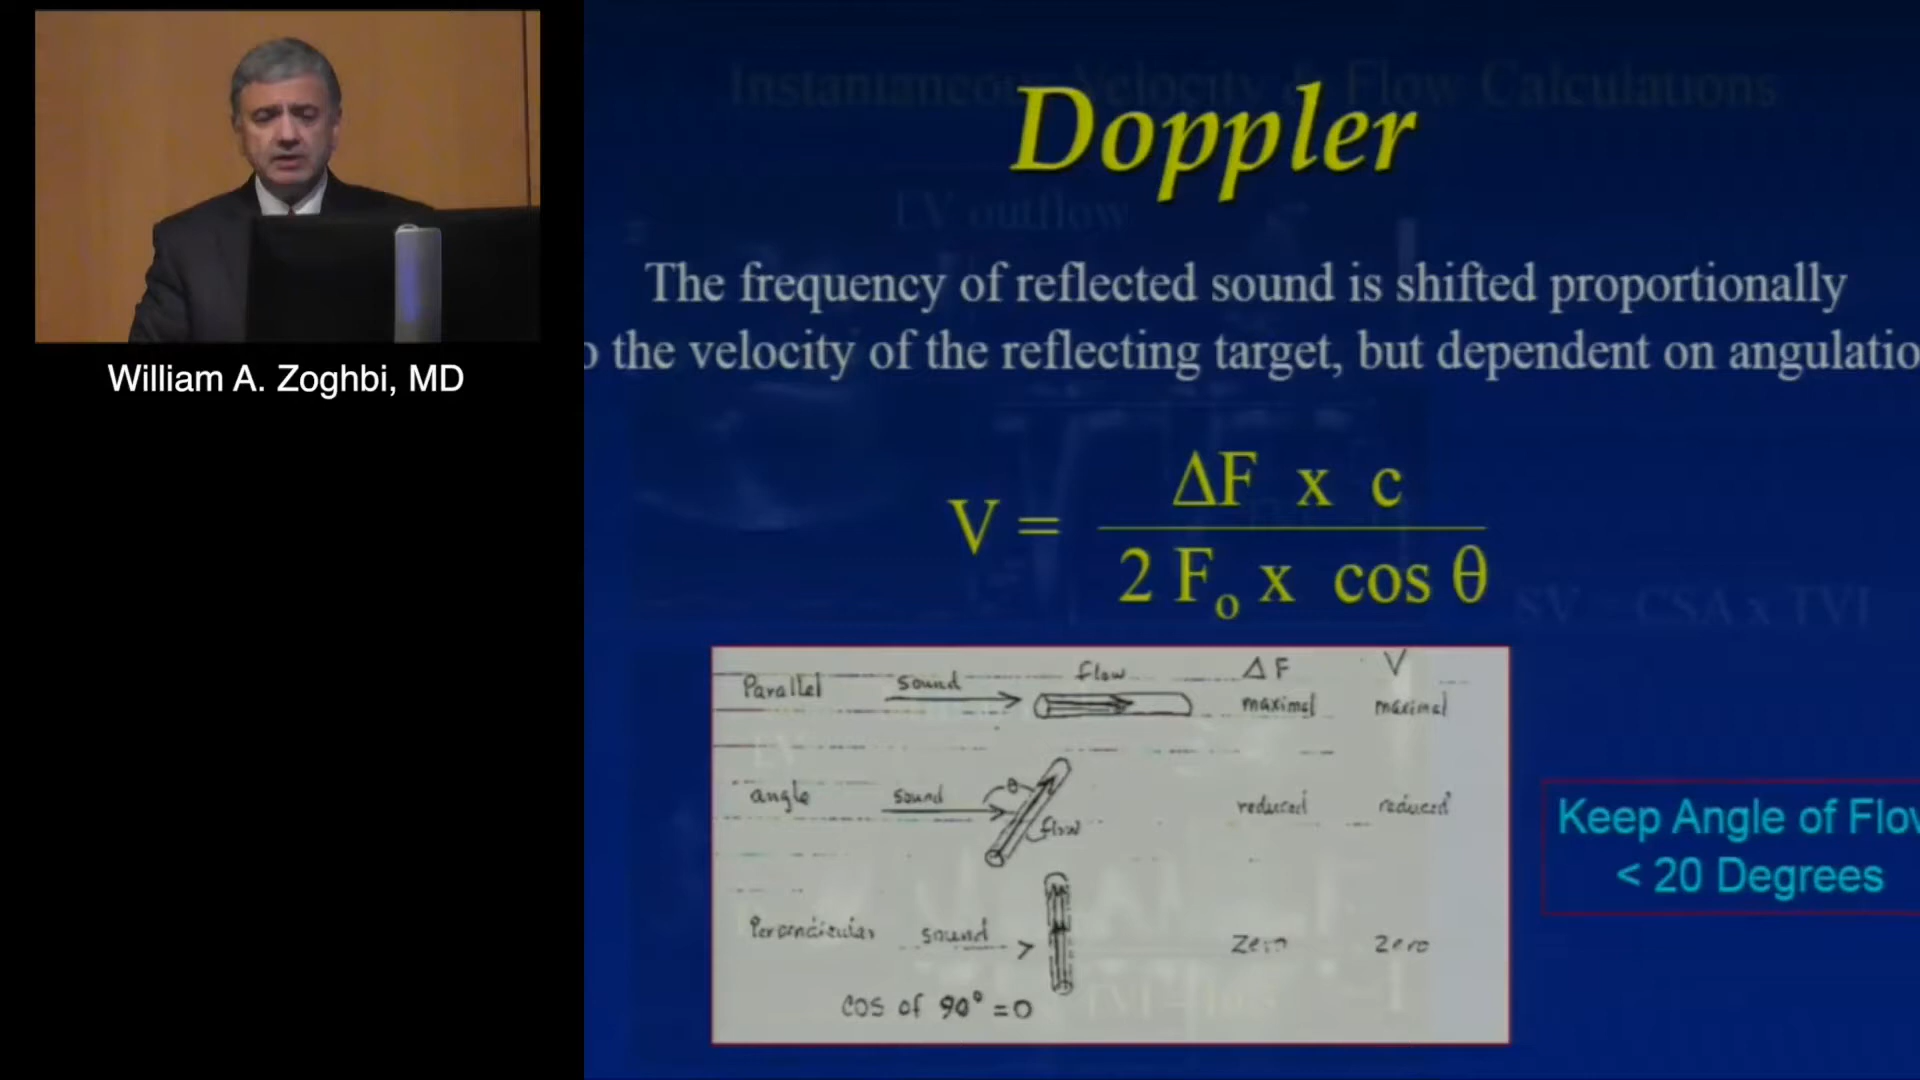 William A. Zoghbi, MD
Instantaneous Velocity & Flow Calculations
Doppler
LV outflow
The frequency of reflected sound is shifted proportionally
o the velocity of the reflecting target, but dependent on angulatio
V = ΔF x c
2 Fo x cos θ
SV = CSA x TVI
Parallel sound flow ΔF V
maximal maximal
angle sound θ flow reduced reduced
Perpendicular sound zero zero
cos of 90° = 0
Keep Angle of Flow
< 20 Degrees